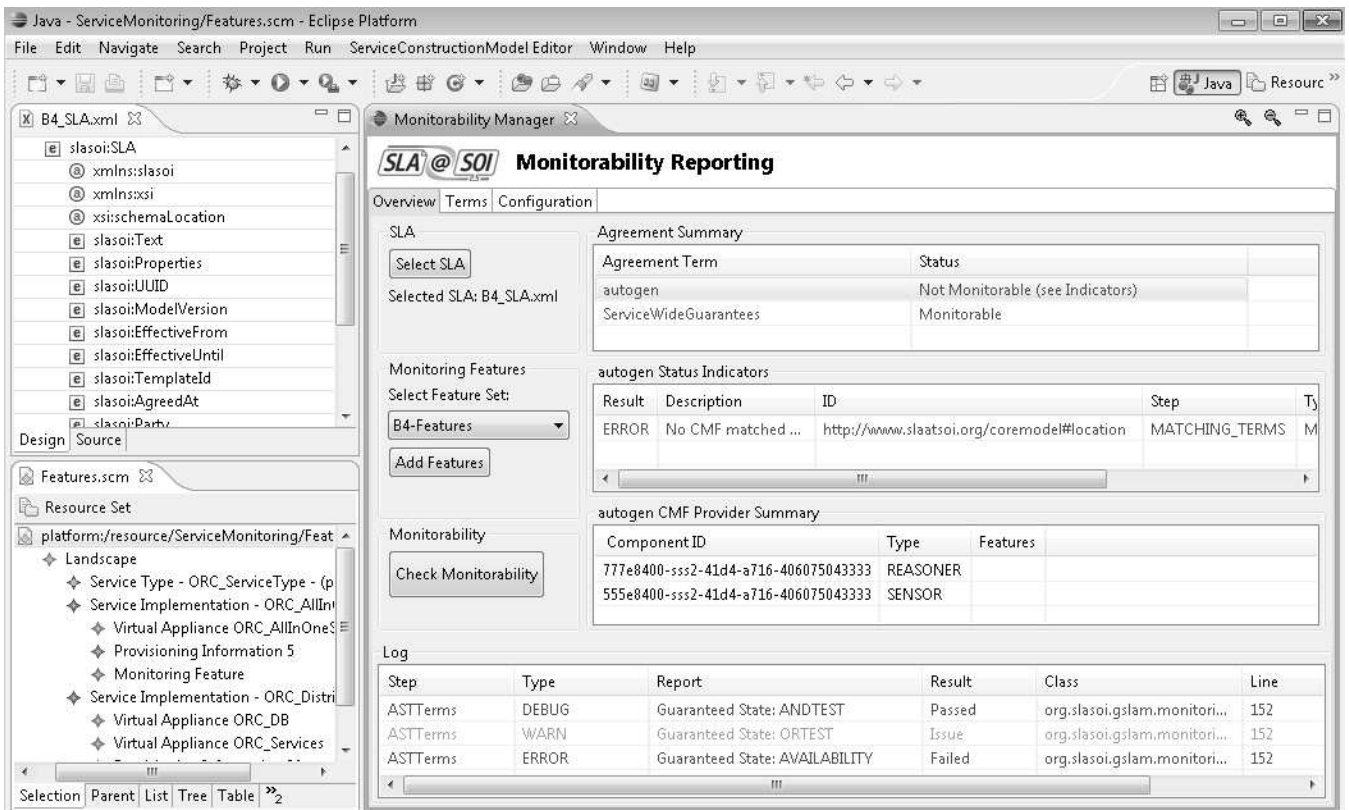 Java - ServiceMonitoring/Features.scm - Eclipse Platform
File Edit Navigate Search Project Run ServiceConstructionModel Editor Window Help
Java Resourc
B4_SLA.xml
slasoi:SLA
xmlns:slasoi
xmlns:xsi
xsi:schemaLocation
slasoi:Text
slasoi:Properties
slasoi:UUID
slasoi:ModelVersion
slasoi:EffectiveFrom
slasoi:EffectiveUntil
slasoi:TemplateId
slasoi:AgreedAt
slasoi:Party
Design Source
Features.scm
Resource Set
platform:/resource/ServiceMonitoring/Feat
Landscape
Service Type - ORC_ServiceType - (p
Service Implementation - ORC_AllIn
Virtual Appliance ORC_AllInOneS
Provisioning Information 5
Monitoring Feature
Service Implementation - ORC_Distri
Virtual Appliance ORC_DB
Virtual Appliance ORC_Services
Selection Parent List Tree Table »2
Monitorability Manager
SLA @ SOI Monitorability Reporting
Overview Terms Configuration
SLA
Select SLA
Selected SLA: B4_SLA.xml
Monitoring Features
Select Feature Set:
B4-Features
Add Features
Monitorability
Check Monitorability
Agreement Summary
Agreement Term Status
autogen Not Monitorable (see Indicators)
ServiceWideGuarantees Monitorable
autogen Status Indicators
Result Description ID Step Ty
ERROR No CMF matched ... http://www.slaatsoi.org/coremodel#location MATCHING_TERMS M
autogen CMF Provider Summary
Component ID Type Features
777e8400-sss2-41d4-a716-406075043333 REASONER
555e8400-sss2-41d4-a716-406075043333 SENSOR
Log
Step Type Report Result Class Line
ASTTerms DEBUG Guaranteed State: ANDTEST Passed org.slasoi.gslam.monitori... 152
ASTTerms WARN Guaranteed State: ORTEST Issue org.slasoi.gslam.monitori... 152
ASTTerms ERROR Guaranteed State: AVAILABILITY Failed org.slasoi.gslam.monitori... 152